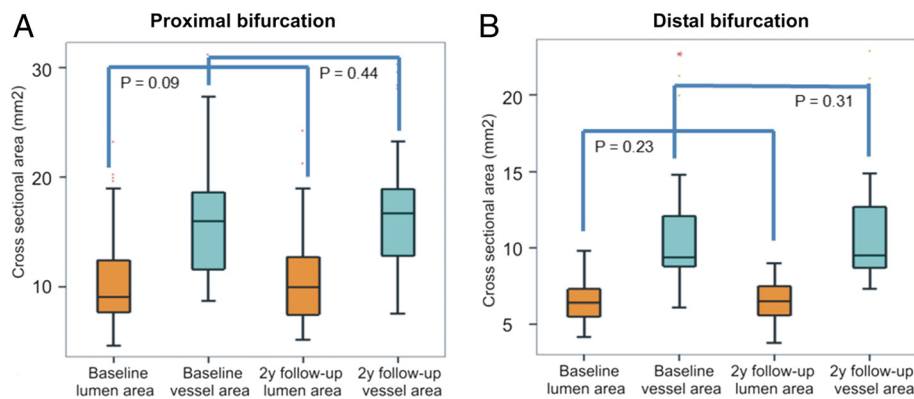 A
Proximal bifurcation
Cross sectional area (mm2)
30
20
10
P = 0.09
P = 0.44
Baseline
lumen area
Baseline
vessel area
2y follow-up
lumen area
2y follow-up
vessel area
B
Distal bifurcation
Cross sectional area (mm2)
20
15
10
5
P = 0.23
P = 0.31
Baseline
lumen area
Baseline
vessel area
2y follow-up
lumen area
2y follow-up
vessel area